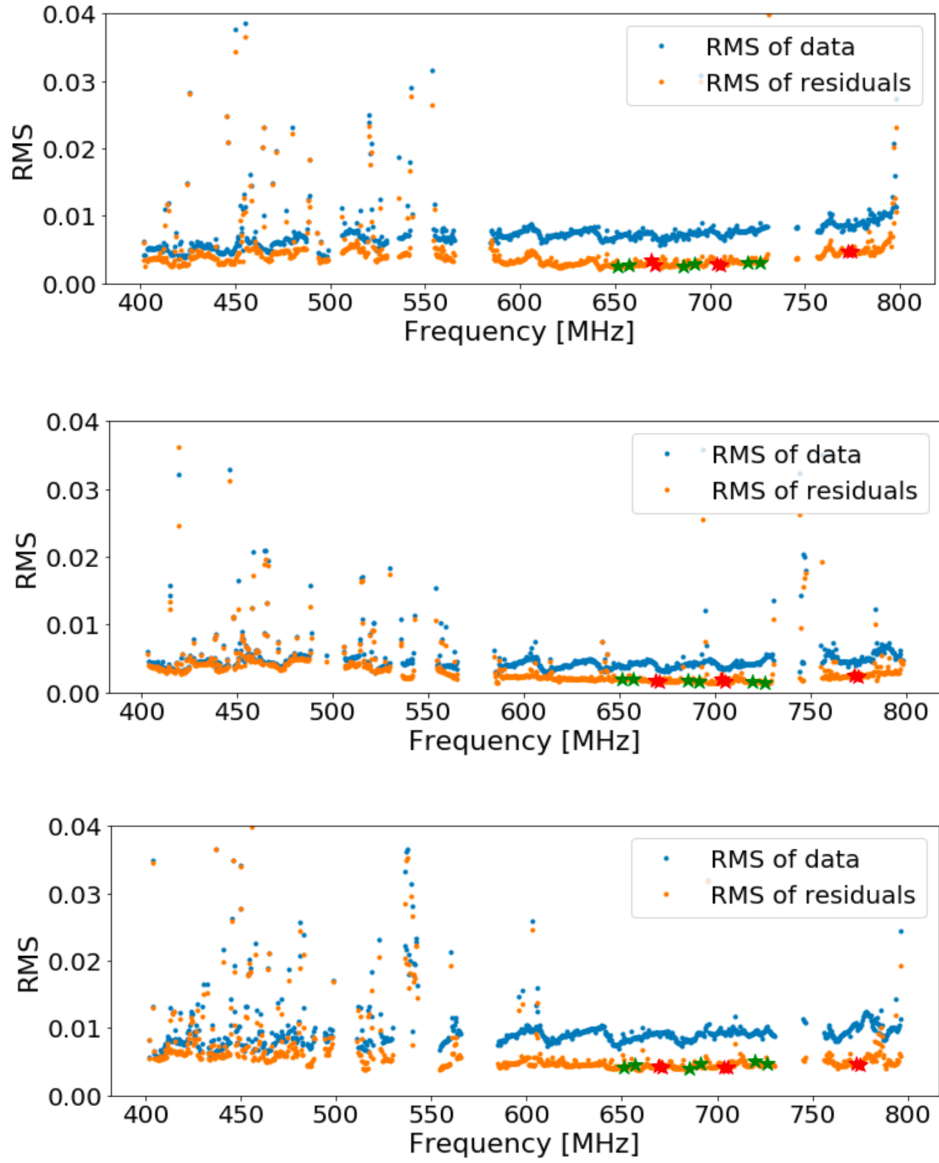 0.04
RMS of data
RMS of residuals
0.03
0.02
0.01
0.00
RMS
400 450 500 550 600 650 700 750 800
Frequency [MHz]
0.04
RMS of data
RMS of residuals
0.03
0.02
0.01
0.00
RMS
400 450 500 550 600 650 700 750 800
Frequency [MHz]
0.04
RMS of data
RMS of residuals
0.03
0.02
0.01
0.00
RMS
400 450 500 550 600 650 700 750 800
Frequency [MHz]